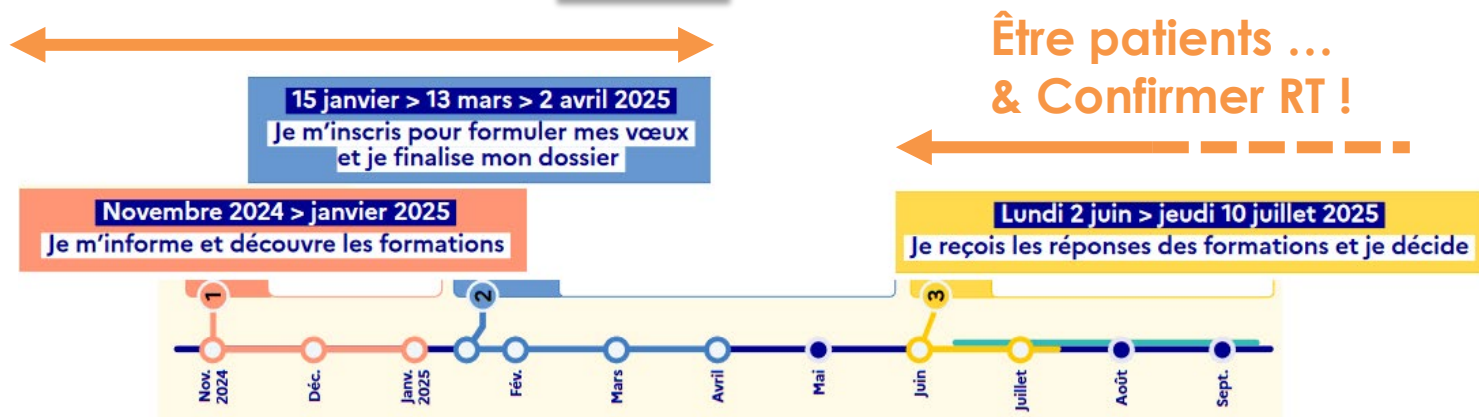 Être patients ...
& Confirmer RT !
15 janvier > 13 mars > 2 avril 2025
Je m'inscris pour formuler mes vœux
et je finalise mon dossier
Novembre 2024 > janvier 2025
Je m'informe et découvre les formations
Lundi 2 juin > jeudi 10 juillet 2025
Je reçois les réponses des formations et je décide
1
2
3
Nov.
2024
Déc.
Janv.
2025
Fév.
Mars
Avril
Mai
Juin
Juillet
Août
Sept.